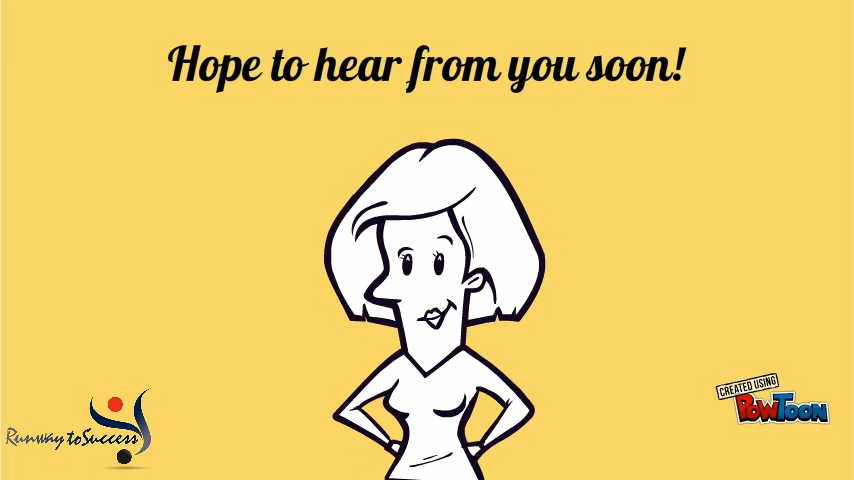 Hope to hear from you soon!
CREATED USING
POWTOON
Runway to Success